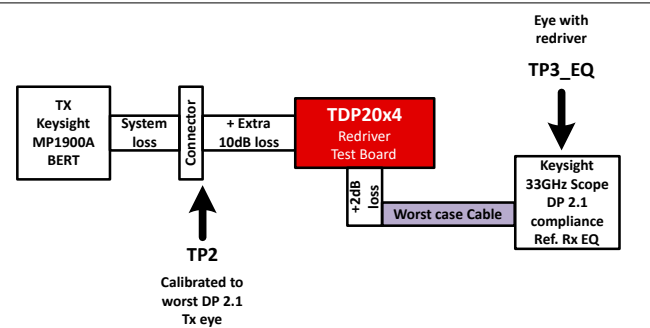 Eye with
redriver
TP3_EQ
TX
Keysight
MP1900A
BERT
System
loss
Connector
+ Extra
10dB loss
TDP20x4
Redriver
Test Board
+2dB
loss
Worst case Cable
Keysight
33GHz Scope
DP 2.1
compliance
Ref. Rx EQ
TP2
Calibrated to
worst DP 2.1
Tx eye